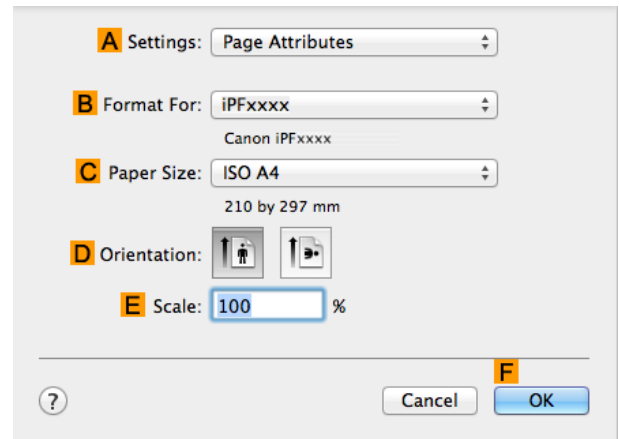 A Settings: Page Attributes
B Format For: iPFxxxx
Canon iPFxxxx
C Paper Size: ISO A4
210 by 297 mm
D Orientation:
E Scale: 100 %
F
? Cancel OK